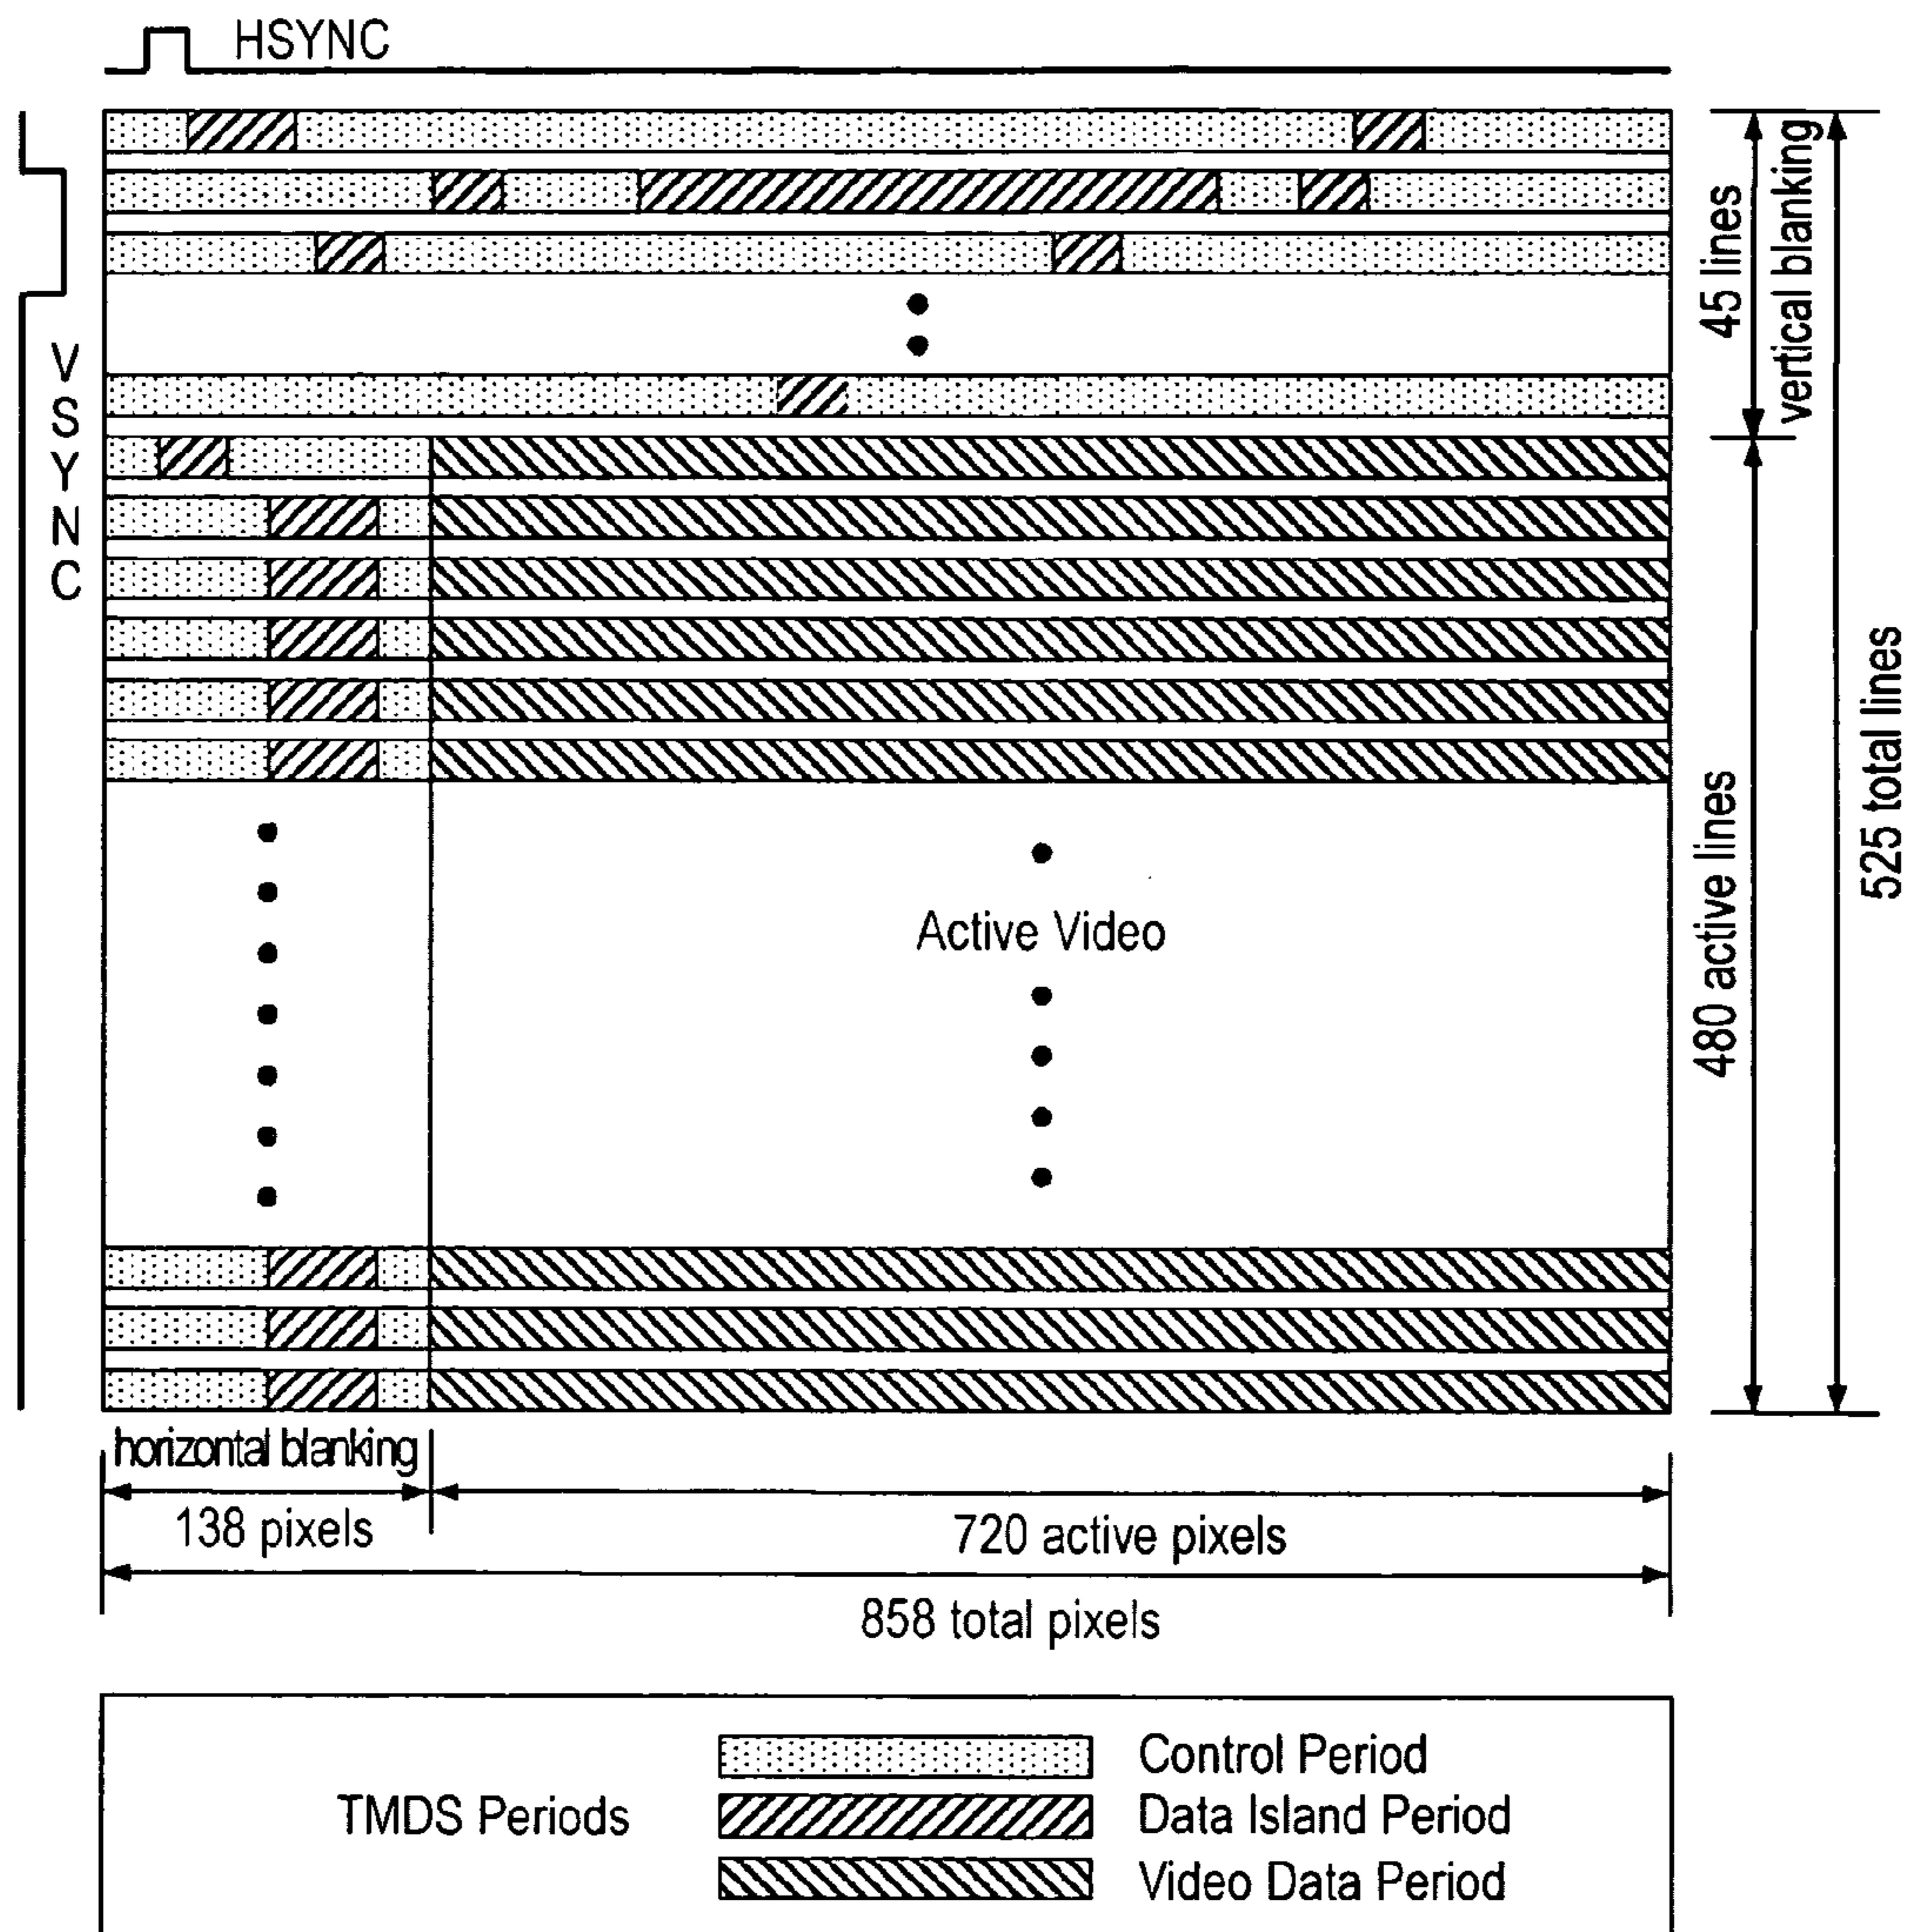 HSYNC
VSYNC
45 lines
vertical blanking
480 active lines
525 total lines
Active Video
horizontal blanking
138 pixels
720 active pixels
858 total pixels
TMDS Periods
Control Period
Data Island Period
Video Data Period